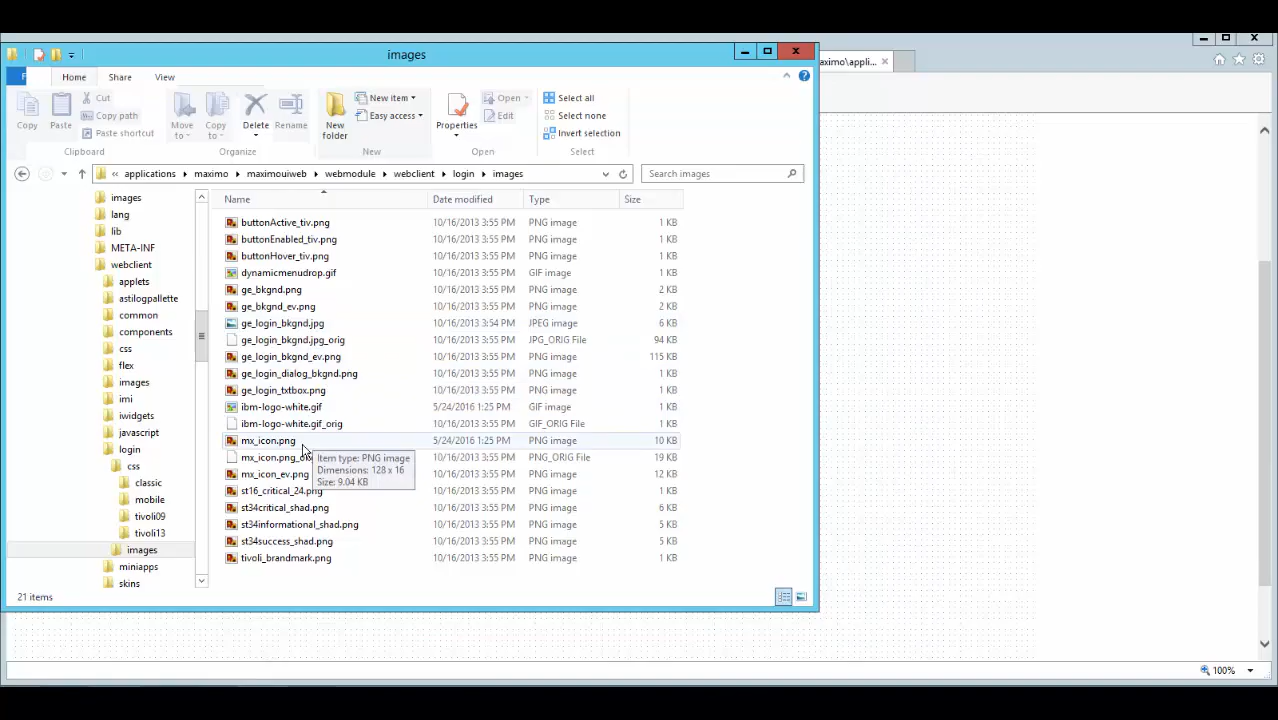 images
aximo\appli...
F
Home
Share
View
Copy
Paste
Cut
Copy path
Paste shortcut
Clipboard
Move to
Copy to
Delete
Rename
Organize
New folder
New item
Easy access
New
Properties
Open
Edit
Open
Select all
Select none
Invert selection
Select
« applications maximo maximouiweb webmodule webclient login images
Search images
images
lang
lib
META-INF
webclient
applets
astilogpallette
common
components
css
flex
images
imi
iwidgets
javascript
login
css
classic
mobile
tivoli09
tivoli13
images
miniapps
skins
Name Date modified Type Size
buttonActive_tiv.png 10/16/2013 3:55 PM PNG image 1 KB
buttonEnabled_tiv.png 10/16/2013 3:55 PM PNG image 1 KB
buttonHover_tiv.png 10/16/2013 3:55 PM PNG image 1 KB
dynamicmenudrop.gif 10/16/2013 3:55 PM GIF image 1 KB
ge_bkgnd.png 10/16/2013 3:55 PM PNG image 2 KB
ge_bkgnd_ev.png 10/16/2013 3:55 PM PNG image 2 KB
ge_login_bkgnd.jpg 10/16/2013 3:54 PM JPEG image 6 KB
ge_login_bkgnd.jpg_orig 10/16/2013 3:55 PM JPG_ORIG File 94 KB
ge_login_bkgnd_ev.png 10/16/2013 3:55 PM PNG image 115 KB
ge_login_dialog_bkgnd.png 10/16/2013 3:55 PM PNG image 1 KB
ge_login_txtbox.png 10/16/2013 3:55 PM PNG image 1 KB
ibm-logo-white.gif 5/24/2016 1:25 PM GIF image 1 KB
ibm-logo-white.gif_orig 10/16/2013 3:55 PM GIF_ORIG File 1 KB
mx_icon.png 5/24/2016 1:25 PM PNG image 10 KB
mx_icon.png_o 10/16/2013 3:55 PM PNG_ORIG File 19 KB
mx_icon_ev.png 10/16/2013 3:55 PM PNG image 12 KB
st16_critical_24.png 10/16/2013 3:55 PM PNG image 1 KB
st34critical_shad.png 10/16/2013 3:55 PM PNG image 6 KB
st34informational_shad.png 10/16/2013 3:55 PM PNG image 5 KB
st34success_shad.png 10/16/2013 3:55 PM PNG image 5 KB
tivoli_brandmark.png 10/16/2013 3:55 PM PNG image 1 KB
Item type: PNG image
Dimensions: 128 x 16
Size: 9.04 KB
21 items
100%